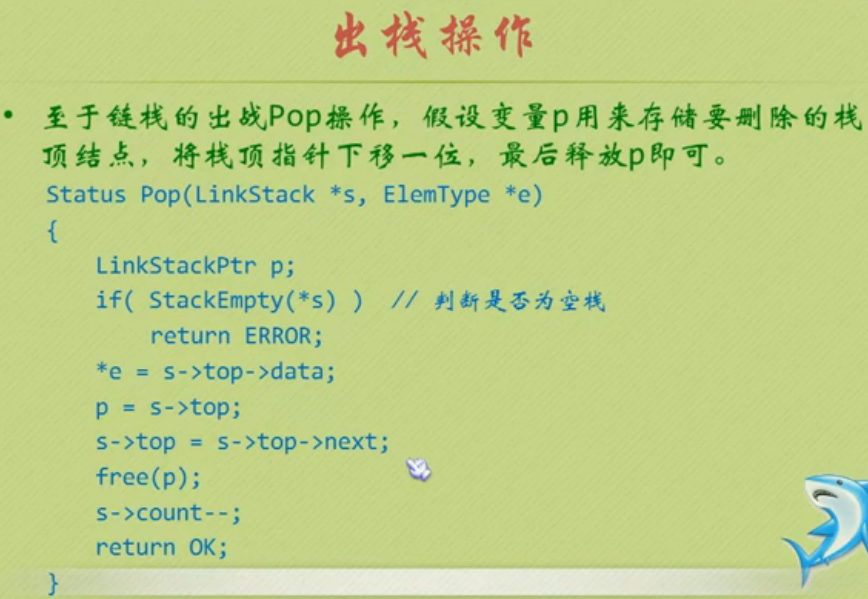 出栈操作
• 至于链栈的出战Pop操作，假设变量p用来存储要删除的栈
顶结点，将栈顶指针下移一位，最后释放p即可。
Status Pop(LinkStack *s, ElemType *e)
{
LinkStackPtr p;
if( StackEmpty(*s) ) // 判断是否为空栈
return ERROR;
*e = s->top->data;
p = s->top;
s->top = s->top->next;
free(p);
s->count--;
return OK;
}